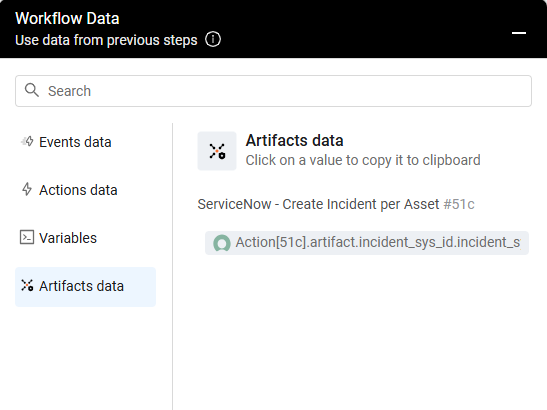 Workflow Data
Use data from previous steps
Search
Events data
Actions data
Variables
Artifacts data
Artifacts data
Click on a value to copy it to clipboard
ServiceNow - Create Incident per Asset #51c
Action[51c].artifact.incident_sys_id.incident_s